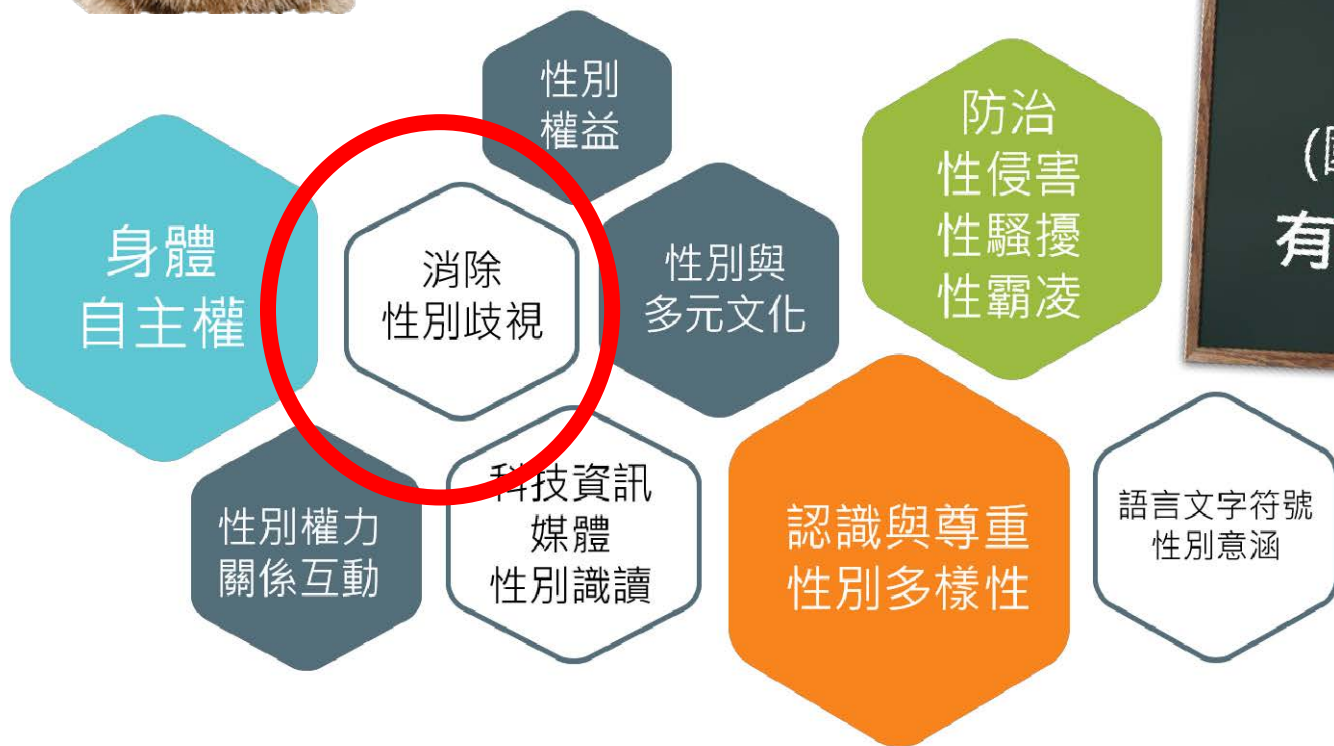 性別
權益
防治
性侵害
性騷擾
性霸凌
身體
自主權
消除
性別歧視
性別與
多元文化
有
性別權力
關係互動
科技資訊
媒體
性別識讀
認識與尊重
性別多樣性
語言文字符號
性別意涵